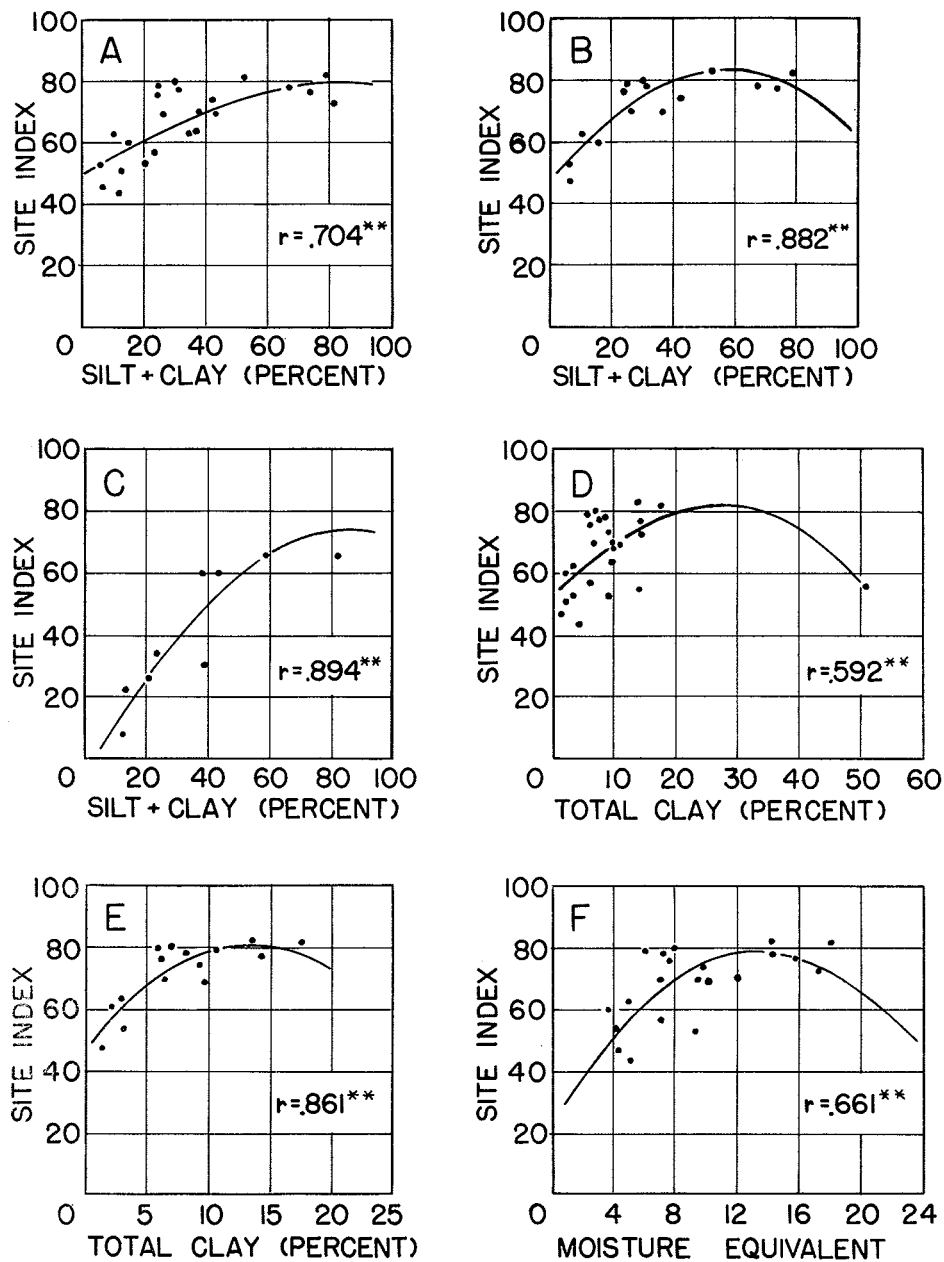 100
80
60
40
20
0
SITE INDEX
A
r=.704**
20 40 60 80 100
SILT+CLAY (PERCENT)
100
80
60
40
20
0
SITE INDEX
B
r=.882**
20 40 60 80 100
SILT+CLAY (PERCENT)
100
80
60
40
20
0
SITE INDEX
C
r=.894**
20 40 60 80 100
SILT+CLAY (PERCENT)
100
80
60
40
20
0
SITE INDEX
D
r=.592**
10 20 30 40 50 60
TOTAL CLAY (PERCENT)
100
80
60
40
20
0
SITE INDEX
E
r=.861**
5 10 15 20 25
TOTAL CLAY (PERCENT)
100
80
60
40
20
0
SITE INDEX
F
r=.661**
4 8 12 16 20 24
MOISTURE EQUIVALENT